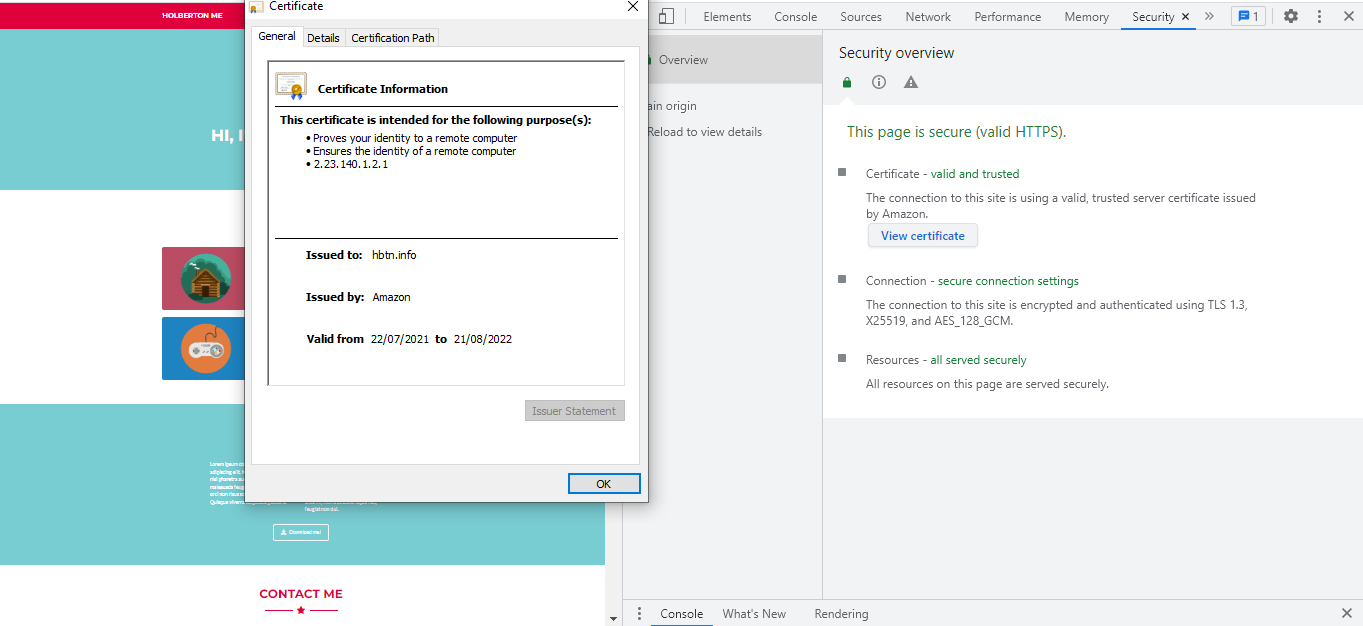 HOLBERTON ME
HI, I
Lorem ipsum
adipiscing elit.
nisl pharetra
malesuada feug
orci non risus
Quisque viverra
feugiat non dui.
Download me!
CONTACT ME
Certificate
General
Details
Certification Path
Certificate Information
This certificate is intended for the following purpose(s):
• Proves your identity to a remote computer
• Ensures the identity of a remote computer
• 2.23.140.1.2.1
Issued to: hbtn.info
Issued by: Amazon
Valid from 22/07/2021 to 21/08/2022
Issuer Statement
OK
Elements
Console
Sources
Network
Performance
Memory
Security
1
Overview
ain origin
Reload to view details
Security overview
This page is secure (valid HTTPS).
Certificate - valid and trusted
The connection to this site is using a valid, trusted server certificate issued
by Amazon.
View certificate
Connection - secure connection settings
The connection to this site is encrypted and authenticated using TLS 1.3,
X25519, and AES_128_GCM.
Resources - all served securely
All resources on this page are served securely.
Console
What's New
Rendering